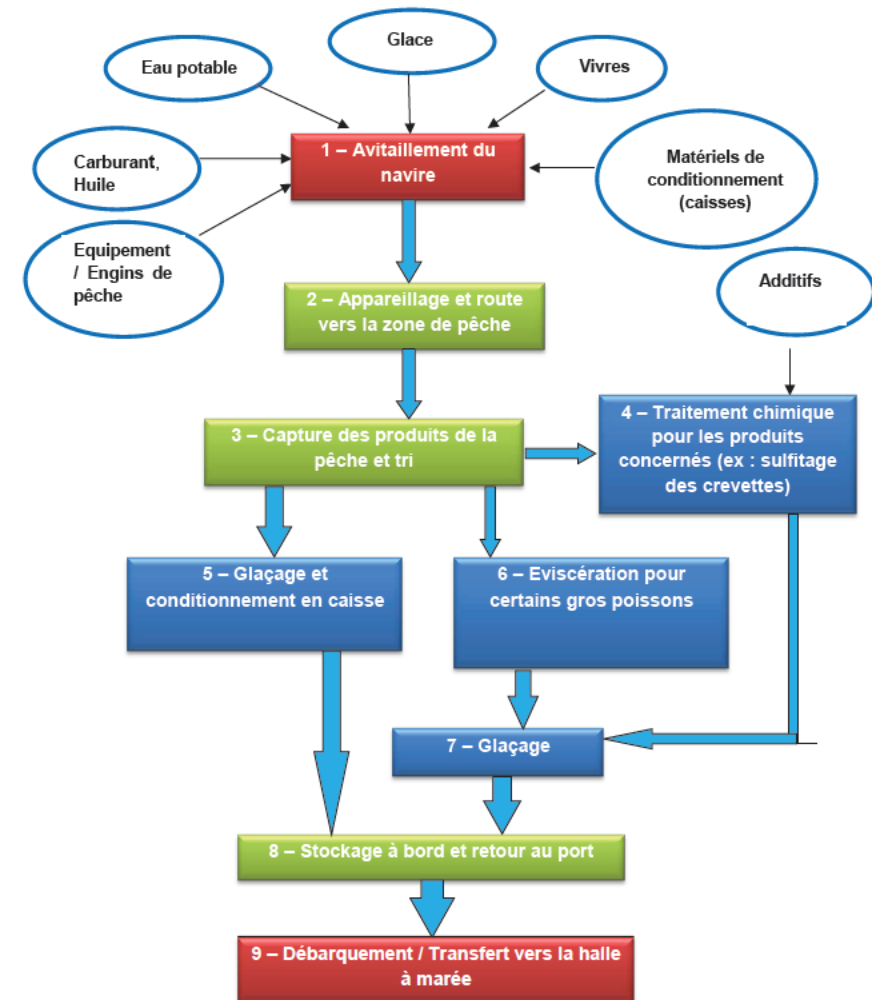 Glace
Eau potable
Vivres
1 – Avitaillement du
navire
Carburant,
Huile
Matériels de
conditionnement
(caisses)
Equipement
/ Engins de
pêche
Additifs
2 – Appareillage et route
vers la zone de pêche
3 – Capture des produits de la
pêche et tri
4 – Traitement chimique
pour les produits
concernés (ex : sulfitage
des crevettes)
5 – Glaçage et
conditionnement en caisse
6 – Eviscération pour
certains gros poissons
7 – Glaçage
8 – Stockage à bord et retour au port
9 – Débarquement / Transfert vers la halle
à marée